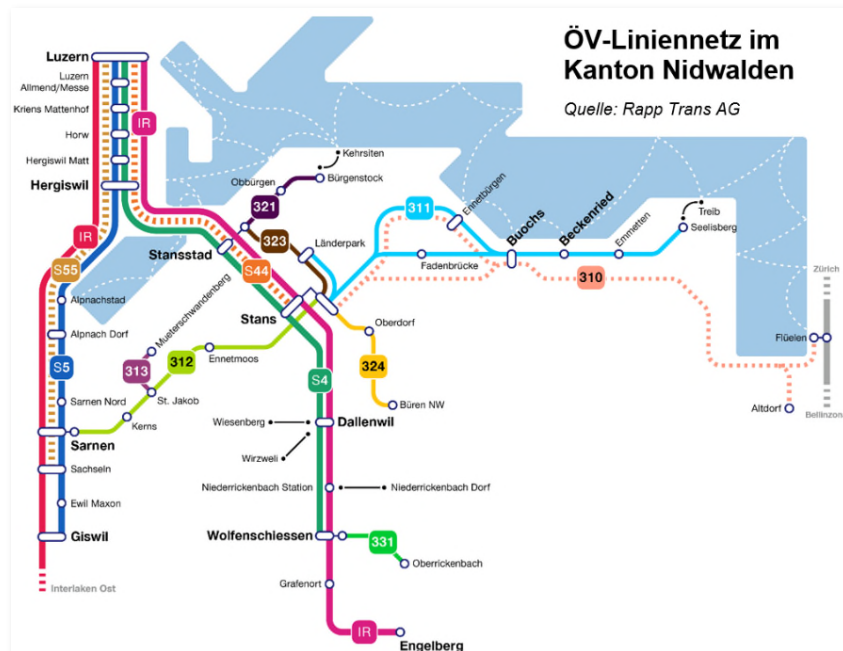 ÖV-Liniennetz im
Kanton Nidwalden
Quelle: Rapp Trans AG
Luzern
Luzern
Allmend/Messe
Kriens Mattenhof
IR
Horw
Hergiswil Matt
Hergiswil
Kehrsiten
Obbürgen
Bürgenstock
321
311
Ennetbürgen
Treib
Seelisberg
IR
323
Länderpark
Buochs
Beckenried
Emmetten
Stansstad
Fadenbrücke
S55
S44
310
Zürich
Alpnachstad
Mueterschwandenberg
Stans
Alpnach Dorf
Oberdorf
Flüelen
Ennetmoos
312
313
324
S5
S4
Sarnen Nord
St. Jakob
Büren NW
Altdorf
Bellinzona
Kerns
Wiesenberg
Dallenwil
Sarnen
Wirzweli
Sachseln
Niederrickenbach Station
Niederrickenbach Dorf
Ewil Maxon
Giswil
Wolfenschiessen
331
Oberrickenbach
Interlaken Ost
Grafenort
IR
Engelberg